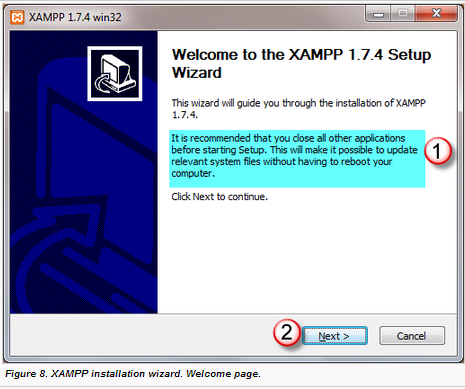 XAMPP 1.7.4 win32
Welcome to the XAMPP 1.7.4 Setup
Wizard
This wizard will guide you through the installation of XAMPP
1.7.4.
It is recommended that you close all other applications
before starting Setup. This will make it possible to update
relevant system files without having to reboot your
computer.
1
Click Next to continue.
2
Next >
Cancel
Figure 8. XAMPP installation wizard. Welcome page.